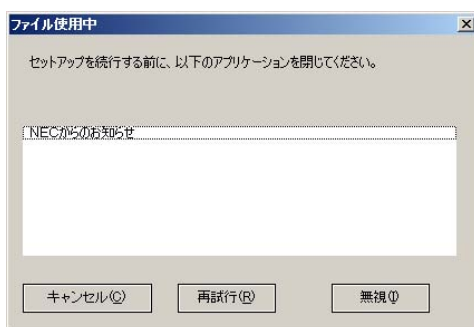 ファイル使用中
セットアップを続行する前に、以下のアプリケーションを閉じてください。
NECからのお知らせ
キャンセル(C)
再試行(R)
無視(I)